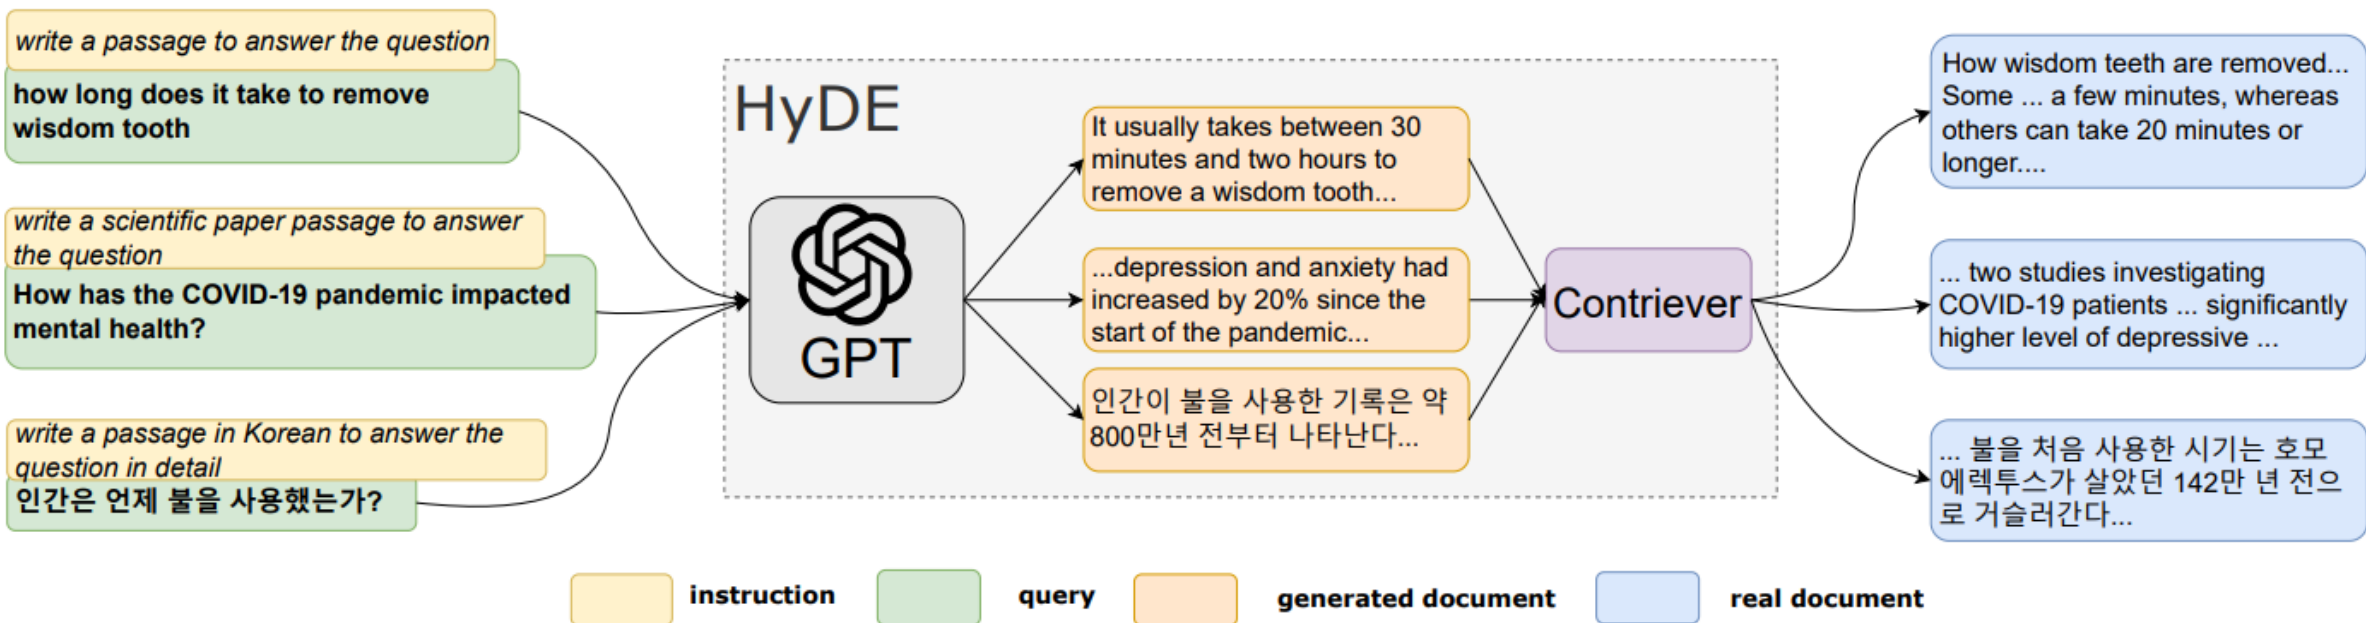 write a passage to answer the question
how long does it take to remove
wisdom tooth
write a scientific paper passage to answer
the question
How has the COVID-19 pandemic impacted
mental health?
write a passage in Korean to answer the
question in detail
인간은 언제 불을 사용했는가?
HyDE
GPT
It usually takes between 30
minutes and two hours to
remove a wisdom tooth...
...depression and anxiety had
increased by 20% since the
start of the pandemic...
인간이 불을 사용한 기록은 약
800만년 전부터 나타난다...
Contriever
How wisdom teeth are removed...
Some ... a few minutes, whereas
others can take 20 minutes or
longer....
... two studies investigating
COVID-19 patients ... significantly
higher level of depressive ...
... 불을 처음 사용한 시기는 호모
에렉투스가 살았던 142만 년 전으
로 거슬러간다...
instruction
query
generated document
real document